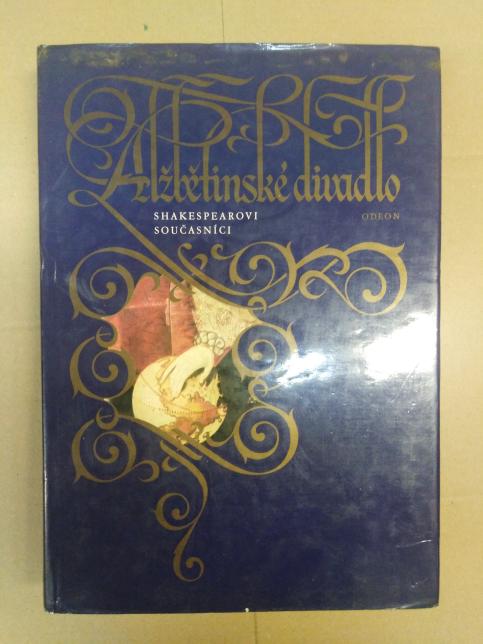 Alžbětinské divadlo
SHAKESPEAROVI
SOUČASNÍCI
ODEON